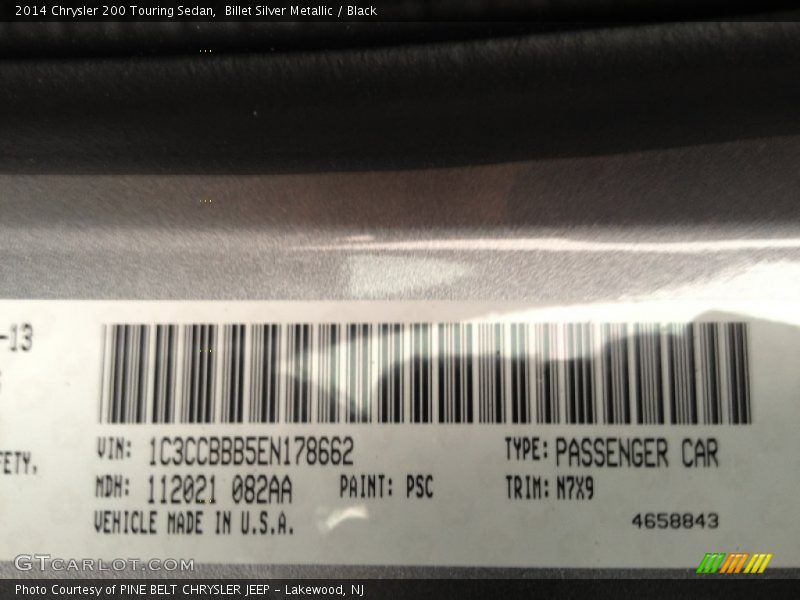 2014 Chrysler 200 Touring Sedan,  Billet Silver Metallic / Black
-13
VIN: 1C3CCBBB5EN178662 TYPE: PASSENGER CAR
FETY,
MDH: 112021 082AA PAINT: PSC TRIM: N7X9
VEHICLE MADE IN U.S.A. 4658843
GTCARLOT.COM
Photo Courtesy of PINE BELT CHRYSLER JEEP - Lakewood, NJ